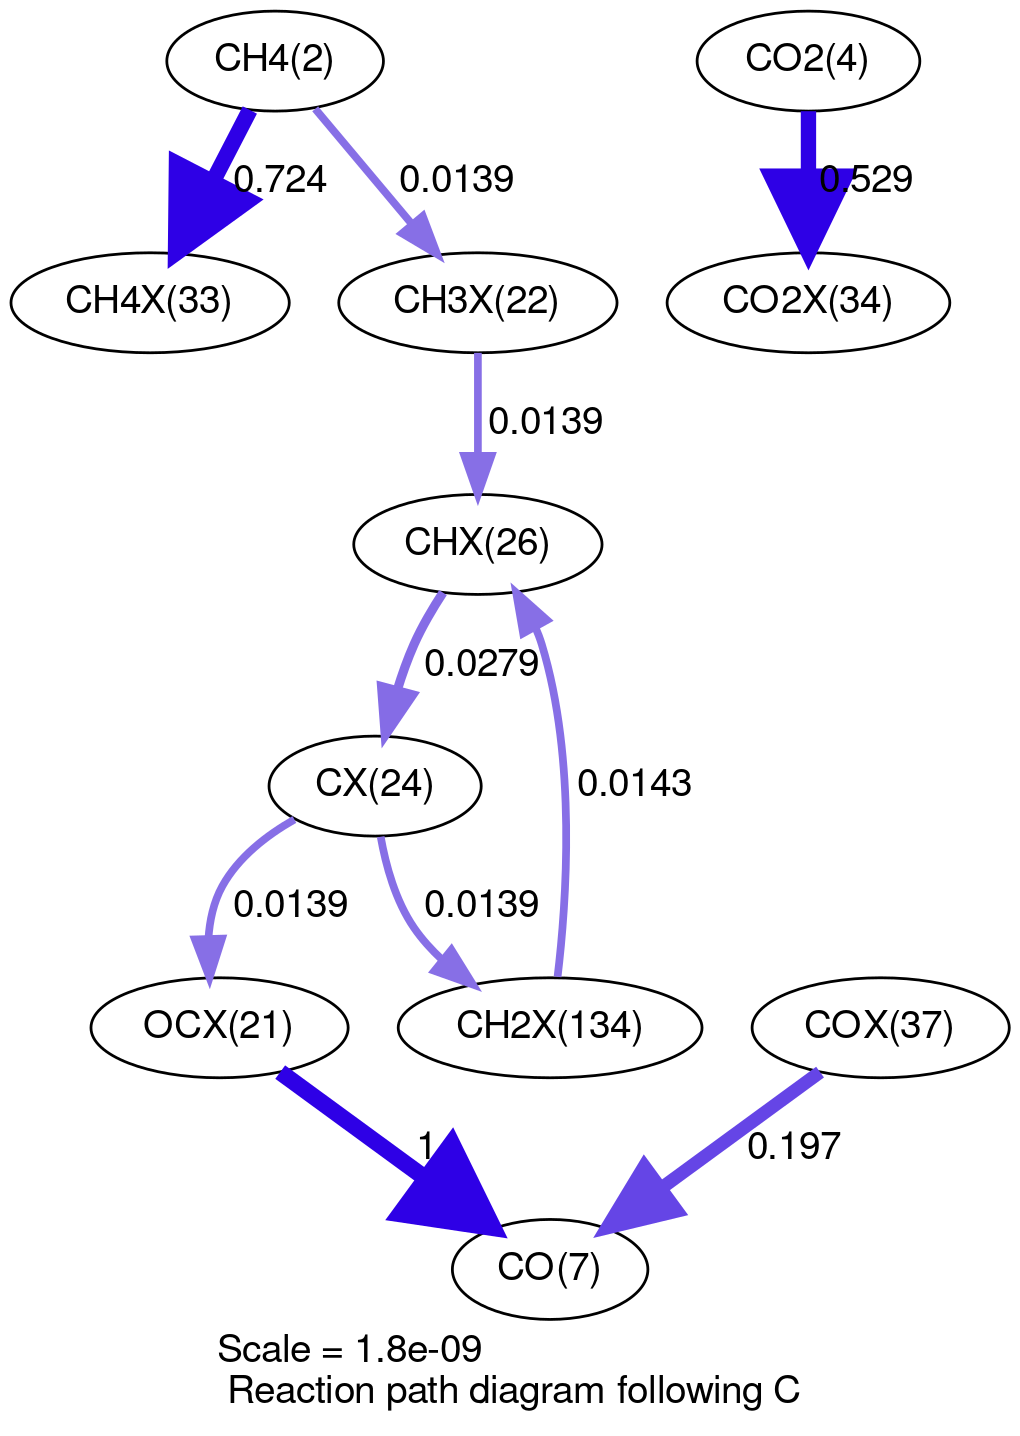 CH4(2)
CO2(4)
0.724
0.0139
0.529
CH4X(33)
CH3X(22)
CO2X(34)
0.0139
CHX(26)
0.0279
CX(24)
0.0143
0.0139
0.0139
OCX(21)
CH2X(134)
COX(37)
1
0.197
CO(7)
Scale = 1.8e-09
Reaction path diagram following C